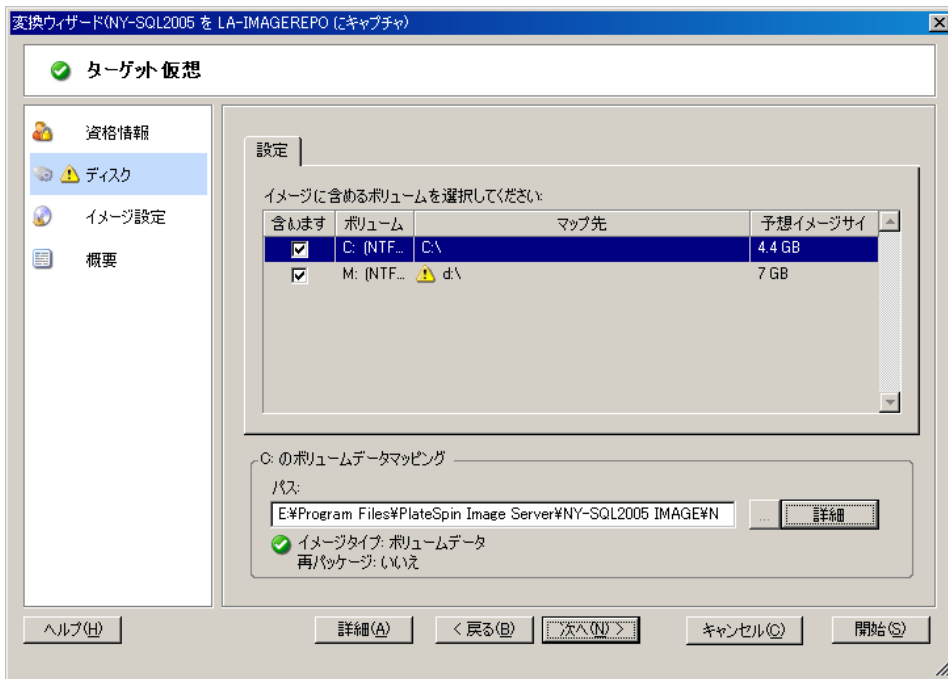 変換ウィザード(NY-SQL2005 を LA-IMAGEREPO にキャプチャ)
ターゲット仮想
資格情報
ディスク
イメージ設定
概要
設定
イメージに含めるボリュームを選択してください:
含めます ボリューム マップ先 予想イメージサイ
C: (NTF... C:\ 4.4 GB
M: (NTF... d:\ 7 GB
C: のボリュームデータマッピング
パス:
E:¥Program Files¥PlateSpin Image Server¥NY-SQL2005 IMAGE¥N ... 詳細
イメージタイプ: ボリュームデータ
再パッケージ: いいえ
ヘルプ(H) 詳細(A) < 戻る(B) 次へ(N) > キャンセル(C) 開始(S)